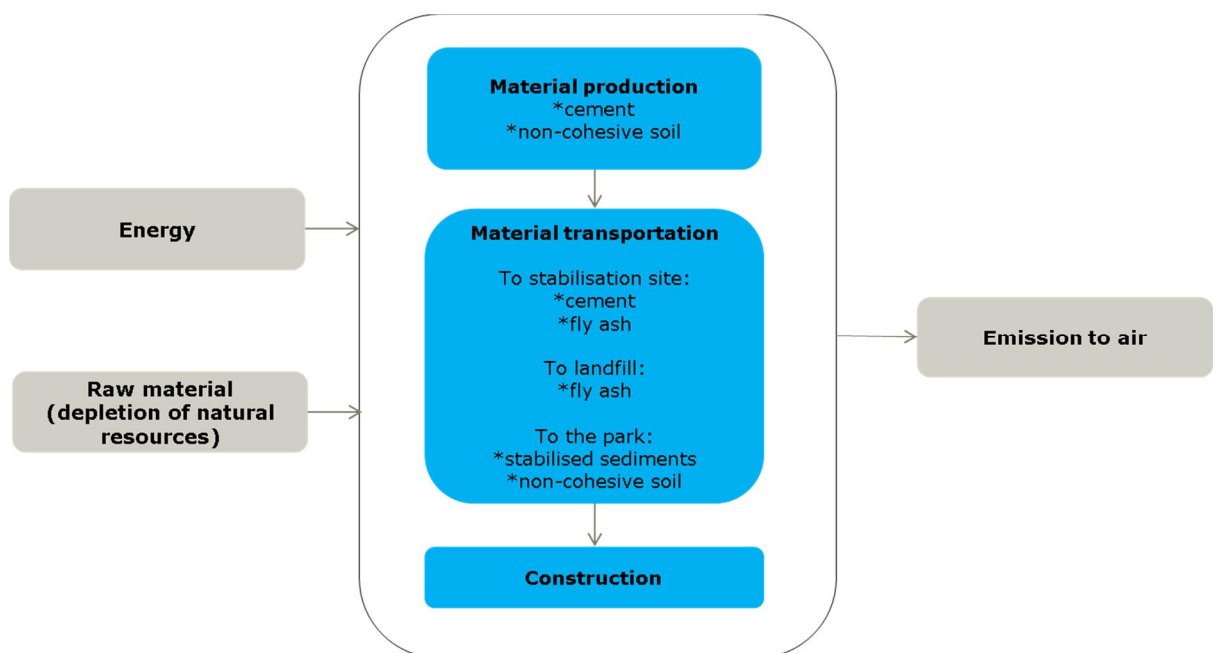 Material production
*cement
*non-cohesive soil
Energy
Material transportation
To stabilisation site:
*cement
*fly ash
To landfill:
*fly ash
To the park:
*stabilised sediments
*non-cohesive soil
Emission to air
Raw material
(depletion of natural
resources)
Construction